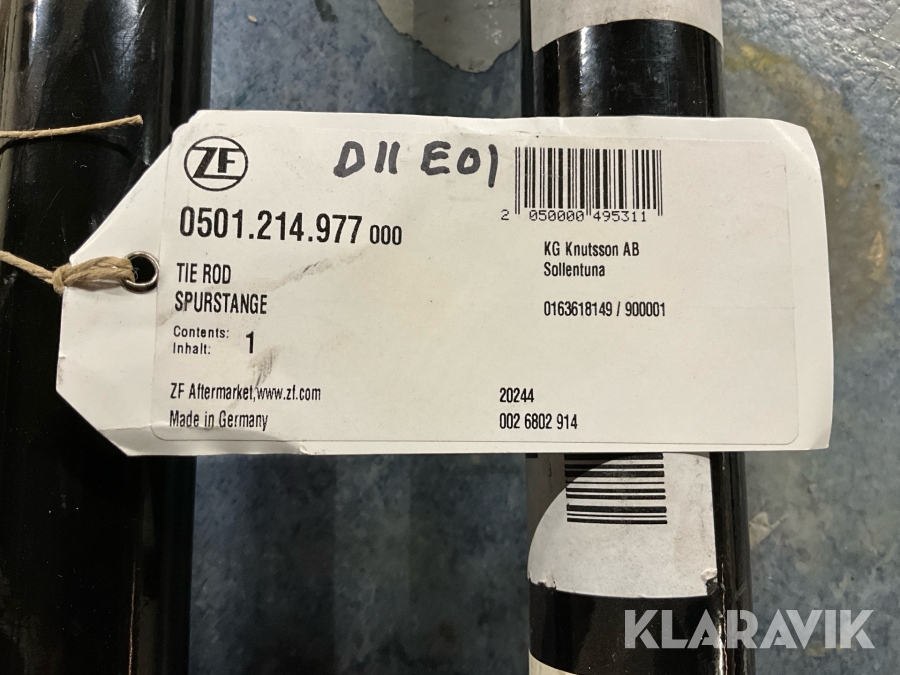 ZF
D11 E01
2 050000 495311
0501.214.977 000
KG Knutsson AB
Sollentuna
TIE ROD
SPURSTANGE
0163618149 / 900001
Contents:
Inhalt: 1
ZF Aftermarket,www.zf.com
Made in Germany
20244
002 6802 914
KLARAVIK